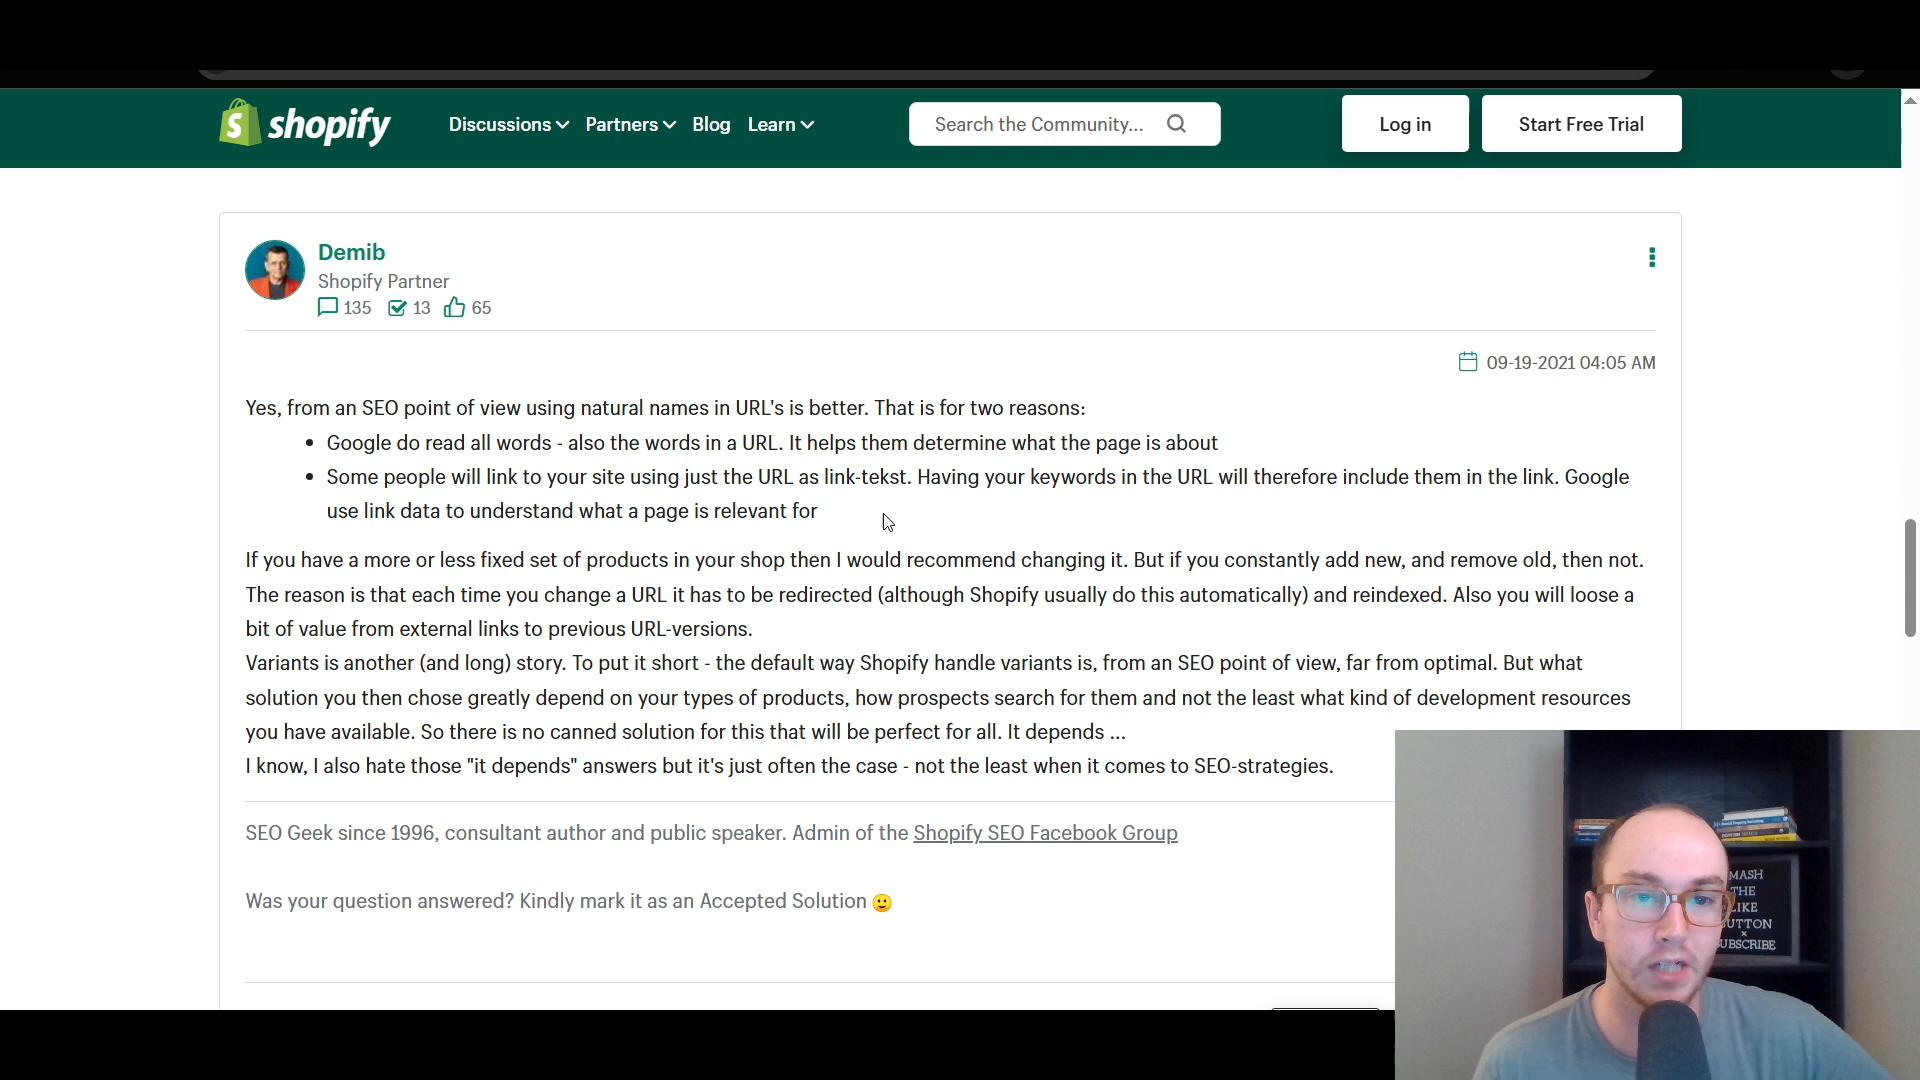 shopify
Discussions Partners Blog Learn
Search the Community...
Log in
Start Free Trial
Demib
Shopify Partner
135 13 65
09-19-2021 04:05 AM
Yes, from an SEO point of view using natural names in URL's is better. That is for two reasons:
• Google do read all words - also the words in a URL. It helps them determine what the page is about
• Some people will link to your site using just the URL as link-tekst. Having your keywords in the URL will therefore include them in the link. Google
use link data to understand what a page is relevant for
If you have a more or less fixed set of products in your shop then I would recommend changing it. But if you constantly add new, and remove old, then not.
The reason is that each time you change a URL it has to be redirected (although Shopify usually do this automatically) and reindexed. Also you will loose a
bit of value from external links to previous URL-versions.
Variants is another (and long) story. To put it short - the default way Shopify handle variants is, from an SEO point of view, far from optimal. But what
solution you then chose greatly depend on your types of products, how prospects search for them and not the least what kind of development resources
you have available. So there is no canned solution for this that will be perfect for all. It depends ...
I know, I also hate those "it depends" answers but it's just often the case - not the least when it comes to SEO-strategies.
SEO Geek since 1996, consultant author and public speaker. Admin of the Shopify SEO Facebook Group
Was your question answered? Kindly mark it as an Accepted Solution 🙂
MASH
THE
LIKE
BUTTON
×
SUBSCRIBE